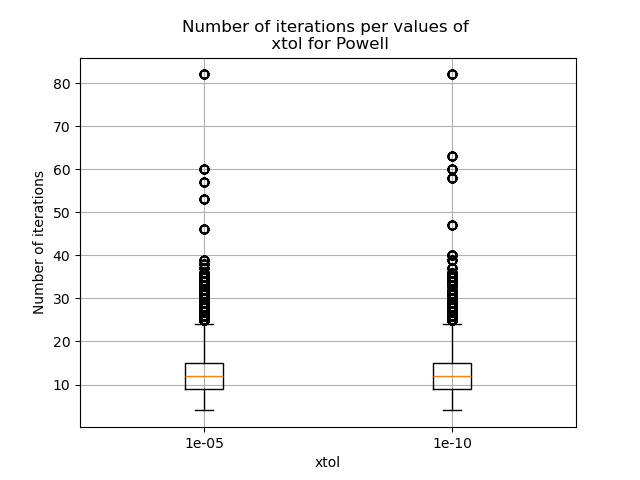 Number of iterations per values of
xtol for Powell
80
70
60
50
40
30
20
10
Number of iterations
1e-05
1e-10
xtol